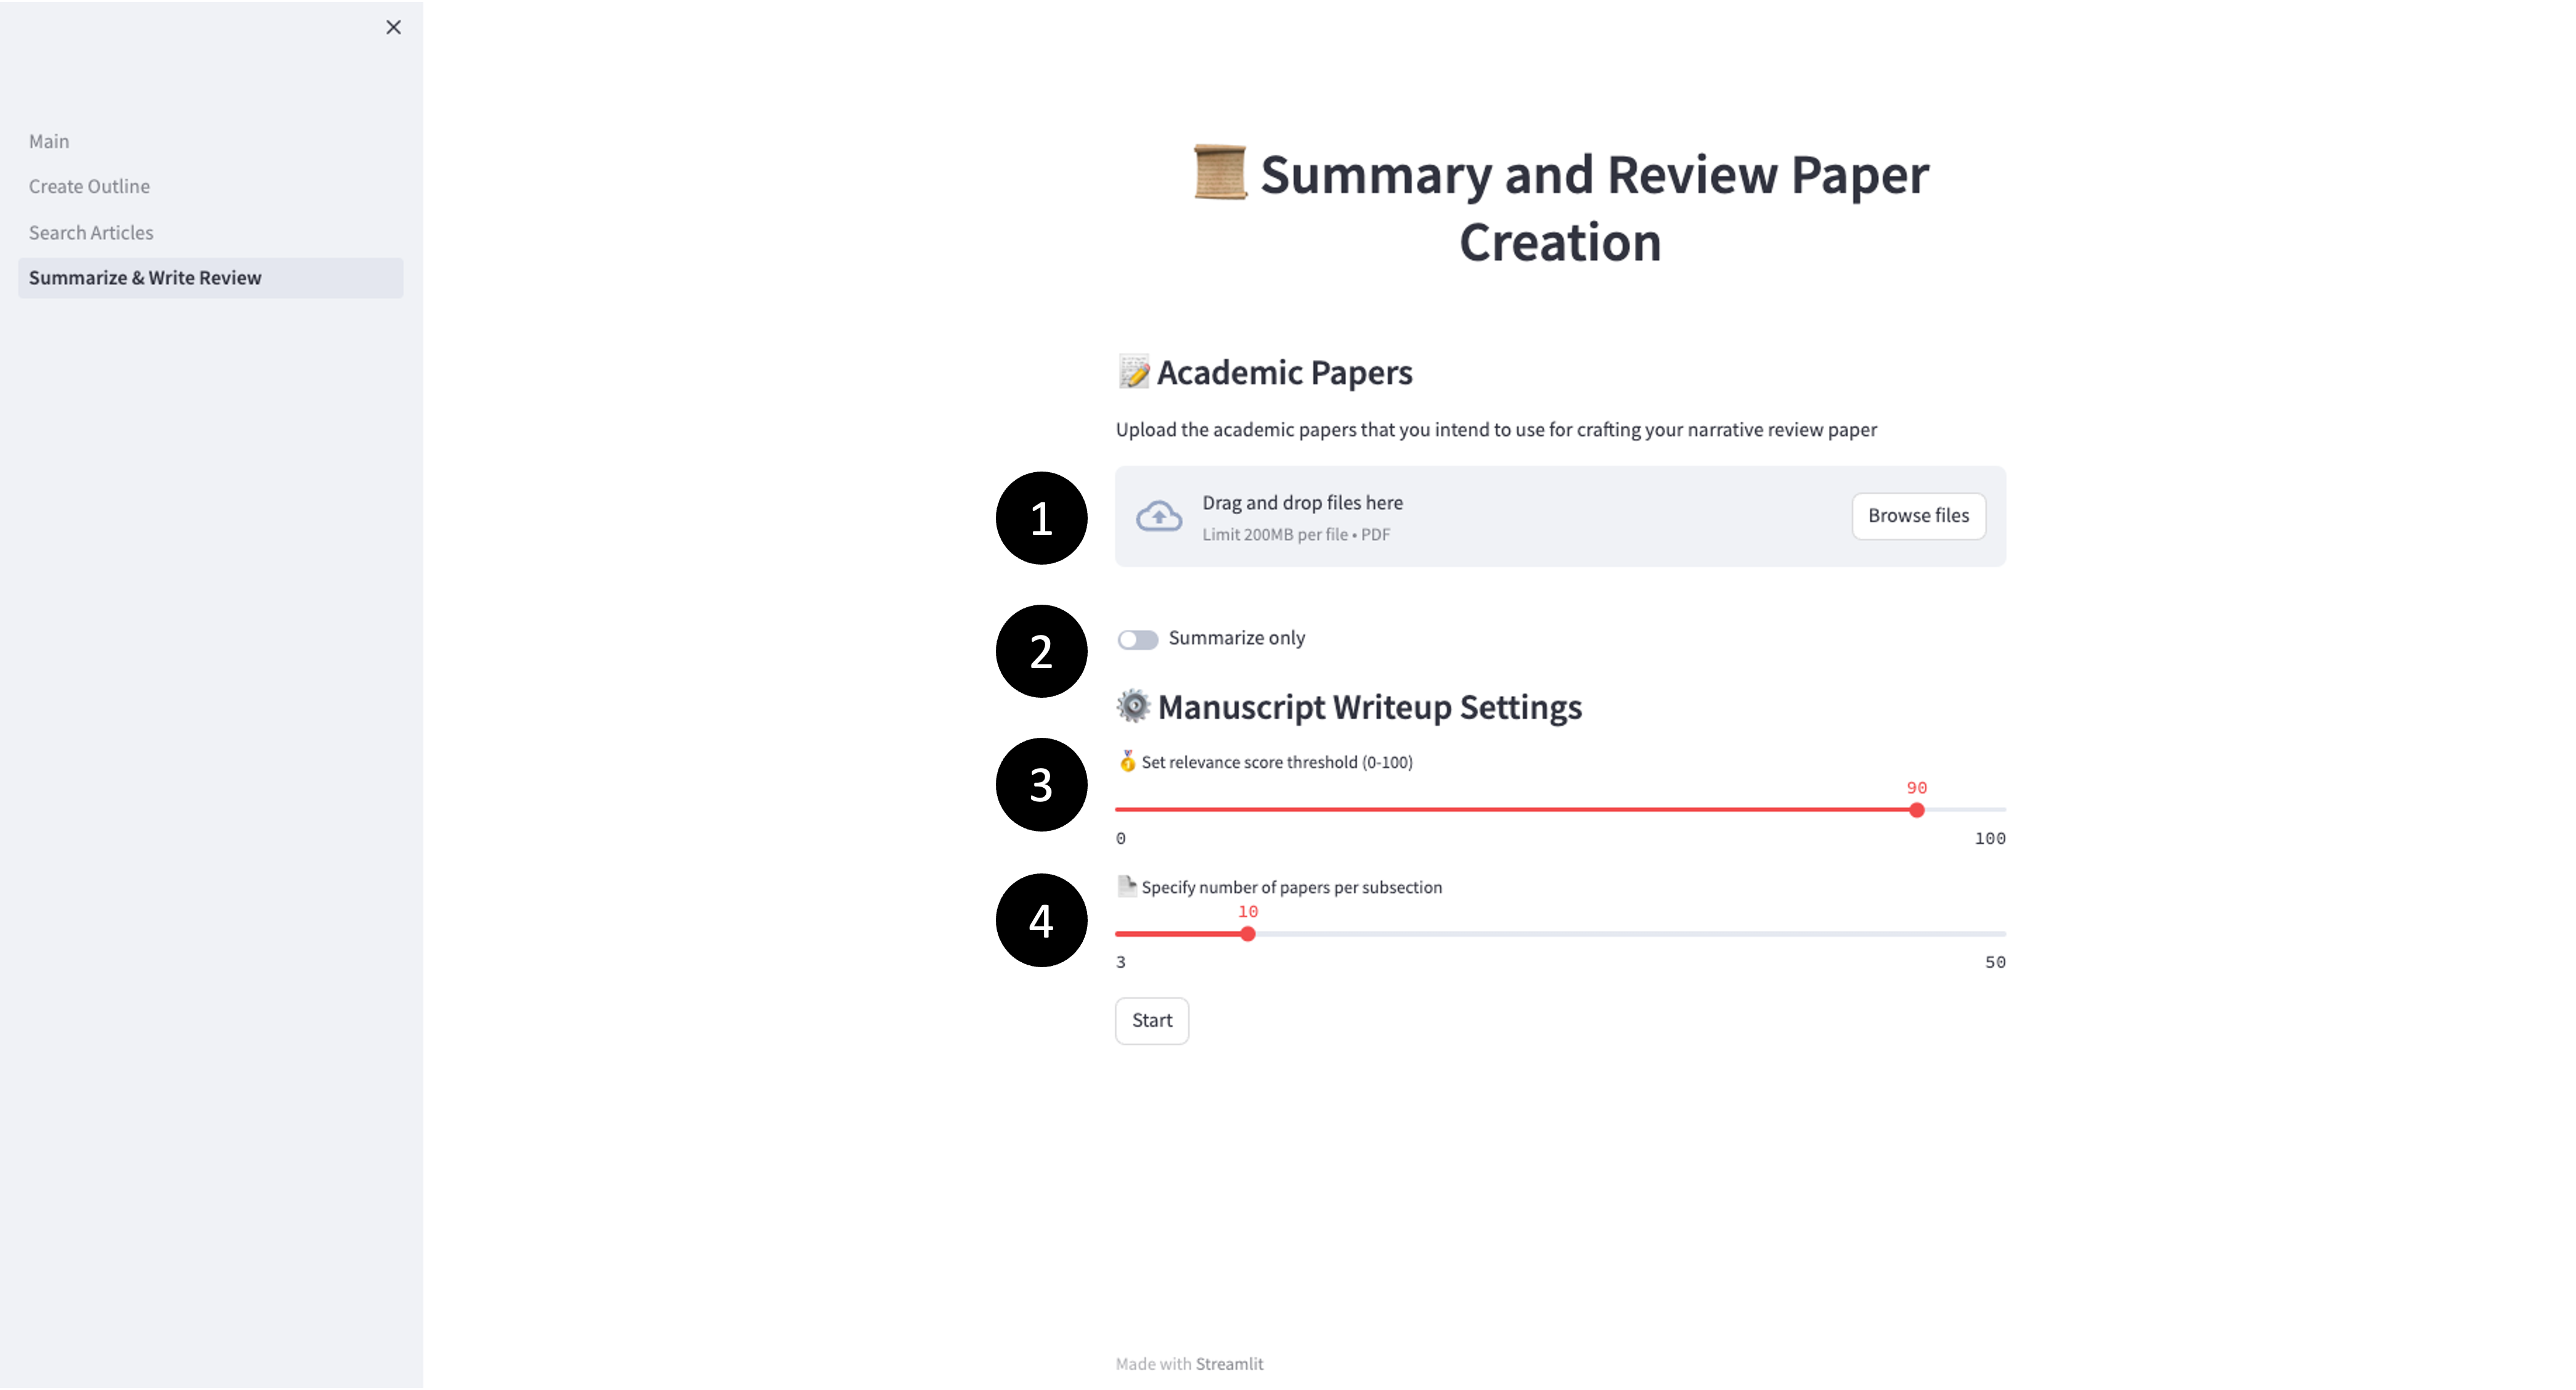 Main
Create Outline
Search Articles
Summarize & Write Review
Summary and Review Paper
Creation
Academic Papers
Upload the academic papers that you intend to use for crafting your narrative review paper
1
Drag and drop files here
Limit 200MB per file • PDF
Browse files
2
Summarize only
Manuscript Writeup Settings
3
Set relevance score threshold (0-100)
90
0
100
4
Specify number of papers per subsection
10
3
50
Start
Made with Streamlit